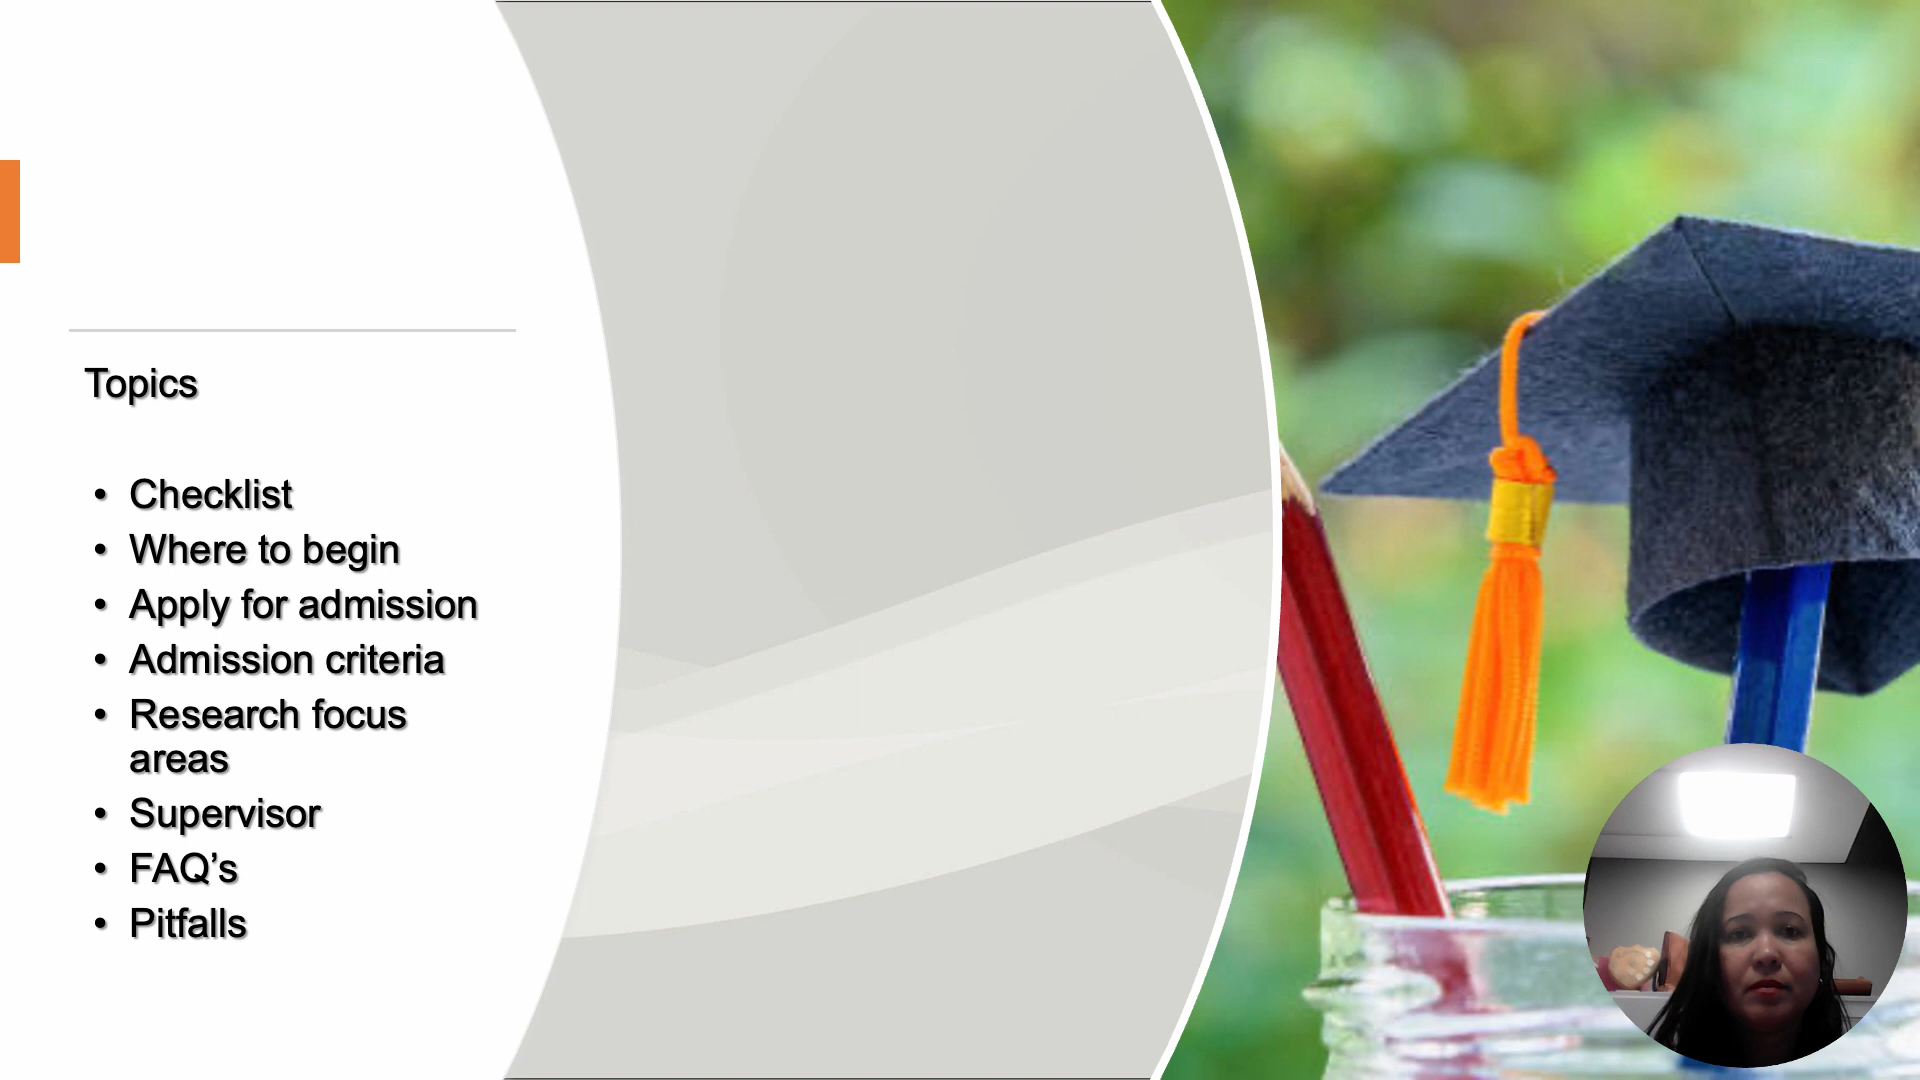 Topics
• Checklist
• Where to begin
• Apply for admission
• Admission criteria
• Research focus
areas
• Supervisor
• FAQ’s
• Pitfalls